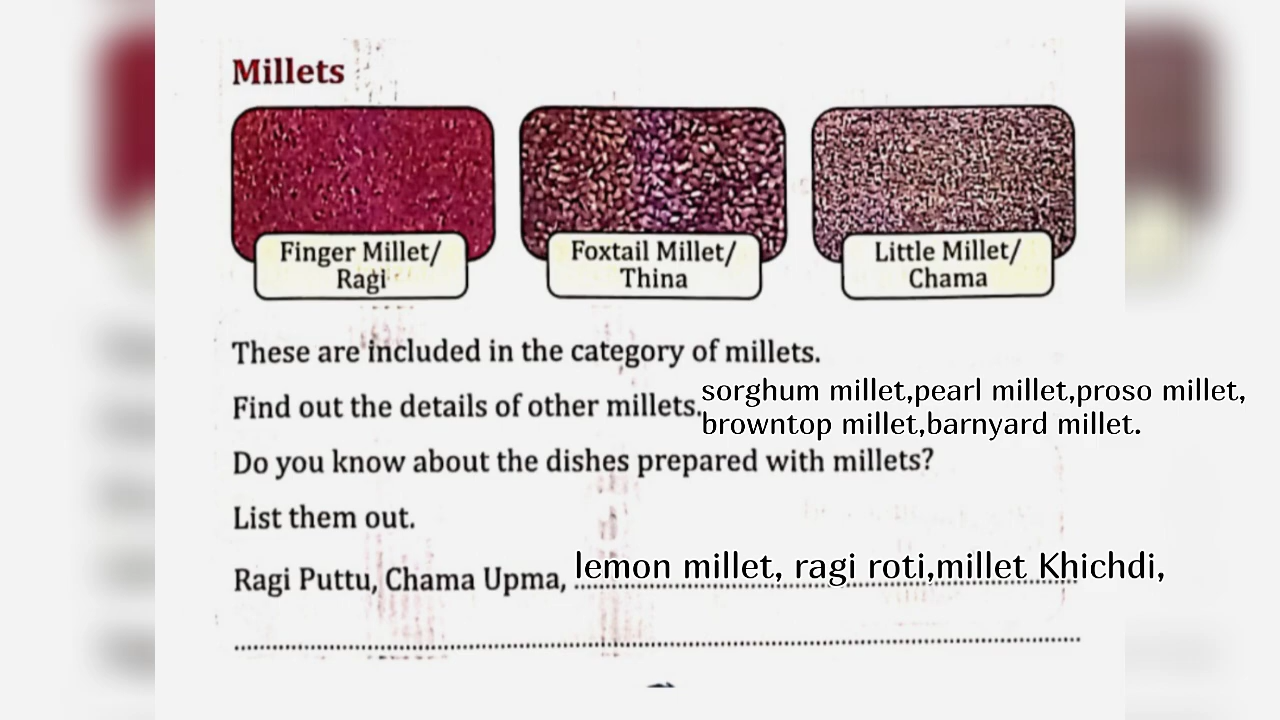 Millets
Finger Millet/
Ragi
Foxtail Millet/
Thina
Little Millet/
Chama
These are included in the category of millets.
Find out the details of other millets.
sorghum millet,pearl millet,proso millet,
browntop millet,barnyard millet.
Do you know about the dishes prepared with millets?
List them out.
Ragi Puttu, Chama Upma, lemon millet, ragi roti,millet Khichdi,